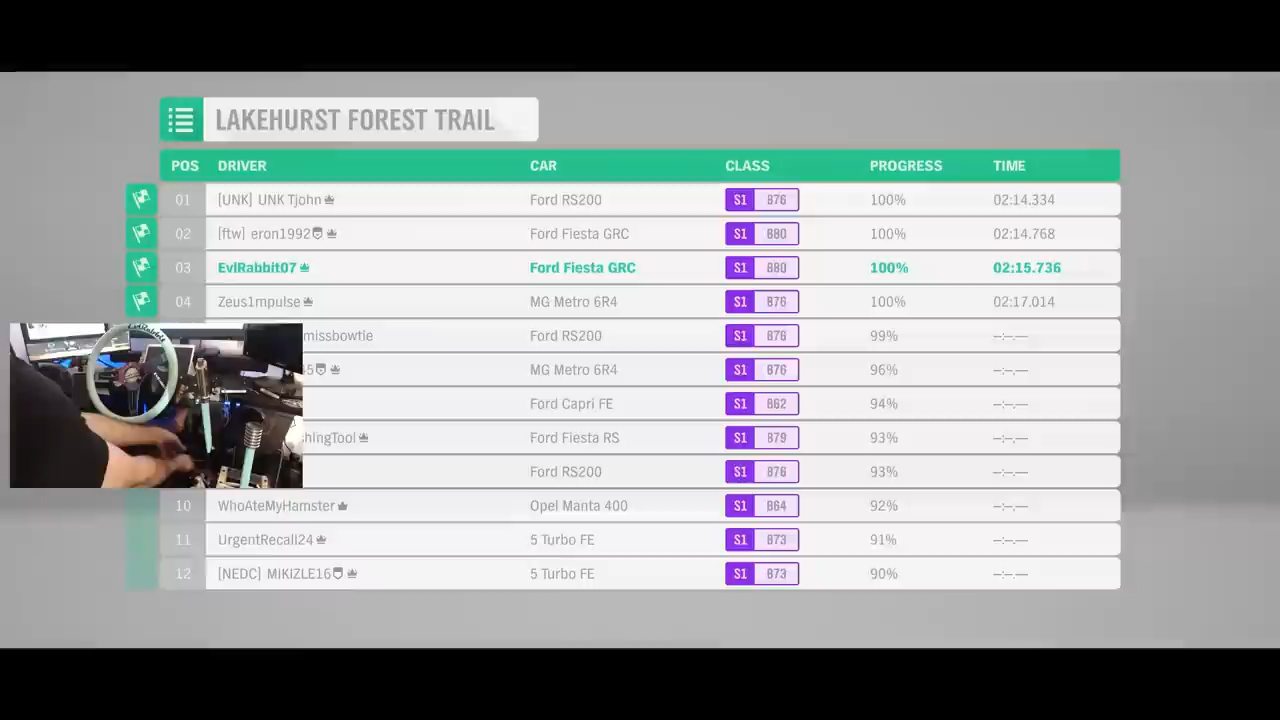 LAKEHURST FOREST TRAIL
POS DRIVER CAR CLASS PROGRESS TIME
01 [UNK] UNK Tjohn Ford RS200 S1 876 100% 02:14.334
02 [ftw] eron1992 Ford Fiesta GRC S1 880 100% 02:14.768
03 EvlRabbit07 Ford Fiesta GRC S1 880 100% 02:15.736
04 Zeus1mpulse MG Metro 6R4 S1 876 100% 02:17.014
missbowtie Ford RS200 S1 876 99% --:--.---
5 MG Metro 6R4 S1 876 96% --:--.---
Ford Capri FE S1 862 94% --:--.---
hingTool Ford Fiesta RS S1 879 93% --:--.---
Ford RS200 S1 876 93% --:--.---
10 WhoAteMyHamster Opel Manta 400 S1 864 92% --:--.---
11 UrgentRecall24 5 Turbo FE S1 873 91% --:--.---
12 [NEDC] MIKIZLE16 5 Turbo FE S1 873 90% --:--.---